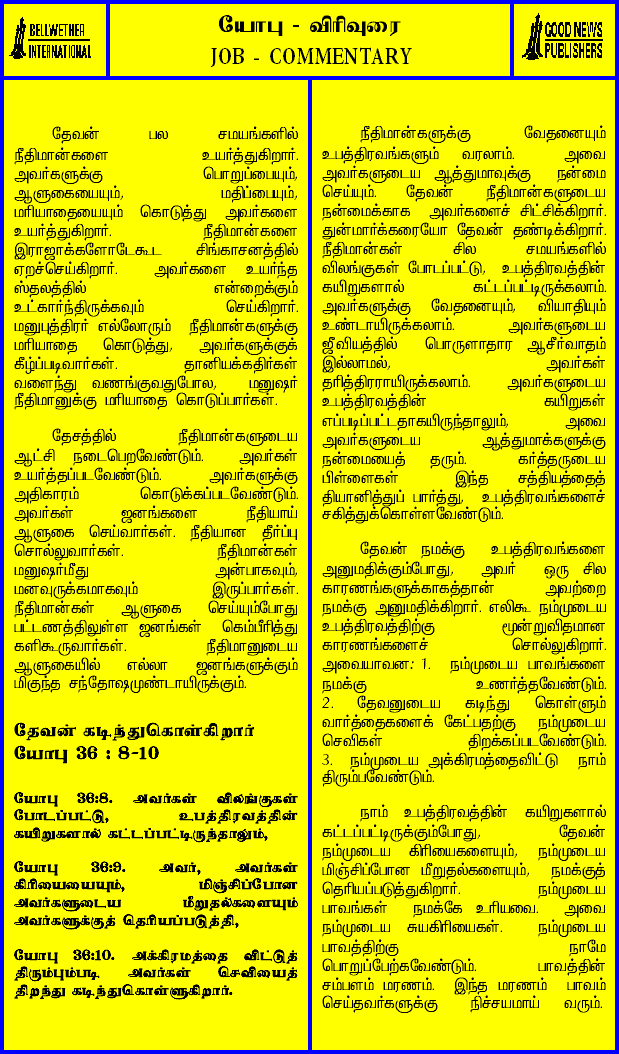 BELLWETHER
INTERNATIONAL
யோபு - விரிவுரை
JOB - COMMENTARY
GOOD NEWS
PUBLISHERS
தேவன் பல சமயங்களில்
நீதிமான்களை உயர்த்துகிறார்.
அவர்களுக்கு பொறுப்பையும்,
ஆளுகையையும், மதிப்பையும்,
மரியாதையையும் கொடுத்து அவர்களை
உயர்த்துகிறார். நீதிமான்களை
இராஜாக்களோடேகூட சிங்காசனத்தில்
ஏறச்செய்கிறார். அவர்களை உயர்ந்த
ஸ்தலத்தில் என்றைக்கும்
உட்கார்ந்திருக்கவும் செய்கிறார்.
மனுபுத்திரர் எல்லோரும் நீதிமான்களுக்கு
மரியாதை கொடுத்து, அவர்களுக்குக்
கீழ்ப்படிவார்கள். தானியக்கதிர்கள்
வளைந்து வணங்குவதுபோல, மனுஷர்
நீதிமானுக்கு மரியாதை கொடுப்பார்கள்.
தேசத்தில் நீதிமான்களுடைய
ஆட்சி நடைபெறவேண்டும். அவர்கள்
உயர்த்தப்படவேண்டும். அவர்களுக்கு
அதிகாரம் கொடுக்கப்படவேண்டும்.
அவர்கள் ஜனங்களை நீதியாய்
ஆளுகை செய்வார்கள். நீதியான தீர்ப்பு
சொல்லுவார்கள். நீதிமான்கள்
மனுஷர்மீது அன்பாகவும்,
மனவுருக்கமாகவும் இருப்பார்கள்.
நீதிமான்கள் ஆளுகை செய்யும்போது
பட்டணத்திலுள்ள ஜனங்கள் கெம்பீரித்து
களிகூருவார்கள். நீதிமானுடைய
ஆளுகையில் எல்லா ஜனங்களுக்கும்
மிகுந்த சந்தோஷமுண்டாயிருக்கும்.
தேவன் கடிந்துகொள்கிறார்
யோபு 36 : 8-10
யோபு 36:8. அவர்கள் விலங்குகள்
போடப்பட்டு, உபத்திரவத்தின்
கயிறுகளால் கட்டப்பட்டிருந்தாலும்,
யோபு 36:9. அவர், அவர்கள்
கிரியையையும், மிஞ்சிப்போன
அவர்களுடைய மீறுதல்களையும்
அவர்களுக்குத் தெரியப்படுத்தி,
யோபு 36:10. அக்கிரமத்தை விட்டுத்
திரும்பும்படி அவர்கள் செவியைத்
திறந்து கடிந்துகொள்ளுகிறார்.
நீதிமான்களுக்கு வேதனையும்
உபத்திரவங்களும் வரலாம். அவை
அவர்களுடைய ஆத்துமாவுக்கு நன்மை
செய்யும். தேவன் நீதிமான்களுடைய
நன்மைக்காக அவர்களைச் சிட்சிக்கிறார்.
துன்மார்க்கரையோ தேவன் தண்டிக்கிறார்.
நீதிமான்கள் சில சமயங்களில்
விலங்குகள் போடப்பட்டு, உபத்திரவத்தின்
கயிறுகளால் கட்டப்பட்டிருக்கலாம்.
அவர்களுக்கு வேதனையும், வியாதியும்
உண்டாயிருக்கலாம். அவர்களுடைய
ஜீவியத்தில் பொருளாதார ஆசீர்வாதம்
இல்லாமல், அவர்கள்
தரித்திரராயிருக்கலாம். அவர்களுடைய
உபத்திரவத்தின் கயிறுகள்
எப்படிப்பட்டதாகயிருந்தாலும், அவை
அவர்களுடைய ஆத்துமாக்களுக்கு
நன்மையைத் தரும். கர்த்தருடைய
பிள்ளைகள் இந்த சத்தியத்தைத்
தியானித்துப் பார்த்து, உபத்திரவங்களைச்
சகித்துக்கொள்ளவேண்டும்.
தேவன் நமக்கு உபத்திரவங்களை
அனுமதிக்கும்போது, அவர் ஒரு சில
காரணங்களுக்காகத்தான் அவற்றை
நமக்கு அனுமதிக்கிறார். எலிகூ நம்முடைய
உபத்திரவத்திற்கு மூன்றுவிதமான
காரணங்களைச் சொல்லுகிறார்.
அவையாவன: 1. நம்முடைய பாவங்களை
நமக்கு உணர்த்தவேண்டும்.
2. தேவனுடைய கடிந்து கொள்ளும்
வார்த்தைகளைக் கேட்பதற்கு நம்முடைய
செவிகள் திறக்கப்படவேண்டும்.
3. நம்முடைய அக்கிரமத்தைவிட்டு நாம்
திரும்பவேண்டும்.
நாம் உபத்திரவத்தின் கயிறுகளால்
கட்டப்பட்டிருக்கும்போது, தேவன்
நம்முடைய கிரியைகளையும், நம்முடைய
மிஞ்சிப்போன மீறுதல்களையும், நமக்குத்
தெரியப்படுத்துகிறார். நம்முடைய
பாவங்கள் நமக்கே உரியவை. அவை
நம்முடைய சுயகிரியைகள். நம்முடைய
பாவத்திற்கு நாமே
பொறுப்பேற்கவேண்டும். பாவத்தின்
சம்பளம் மரணம். இந்த மரணம் பாவம்
செய்தவர்களுக்கு நிச்சயமாய் வரும்.